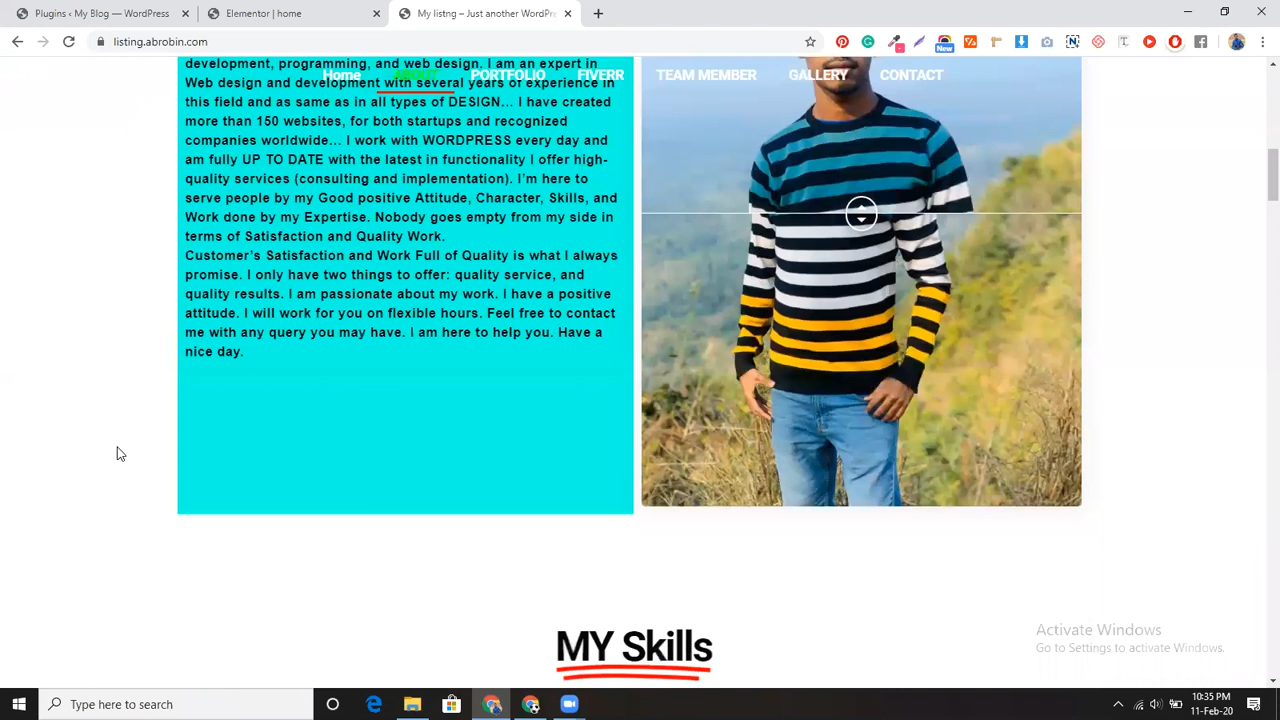 Plugins ‹ My Blog — WordPress
Elementor | home
My listng – Just another WordPre
listing.abrobin.com
New
Home
ABOUT
PORTFOLIO
FIVERR
TEAM MEMBER
GALLERY
CONTACT
development, programming, and web design. I am an expert in
Web design and development with several years of experience in
this field and as same as in all types of DESIGN... I have created
more than 150 websites, for both startups and recognized
companies worldwide... I work with WORDPRESS every day and
am fully UP TO DATE with the latest in functionality I offer high-
quality services (consulting and implementation). I'm here to
serve people by my Good positive Attitude, Character, Skills, and
Work done by my Expertise. Nobody goes empty from my side in
terms of Satisfaction and Quality Work.
Customer's Satisfaction and Work Full of Quality is what I always
promise. I only have two things to offer: quality service, and
quality results. I am passionate about my work. I have a positive
attitude. I will work for you on flexible hours. Feel free to contact
me with any query you may have. I am here to help you. Have a
nice day.
MY Skills
Activate Windows
Go to Settings to activate Windows.
Type here to search
10:35 PM
11-Feb-20